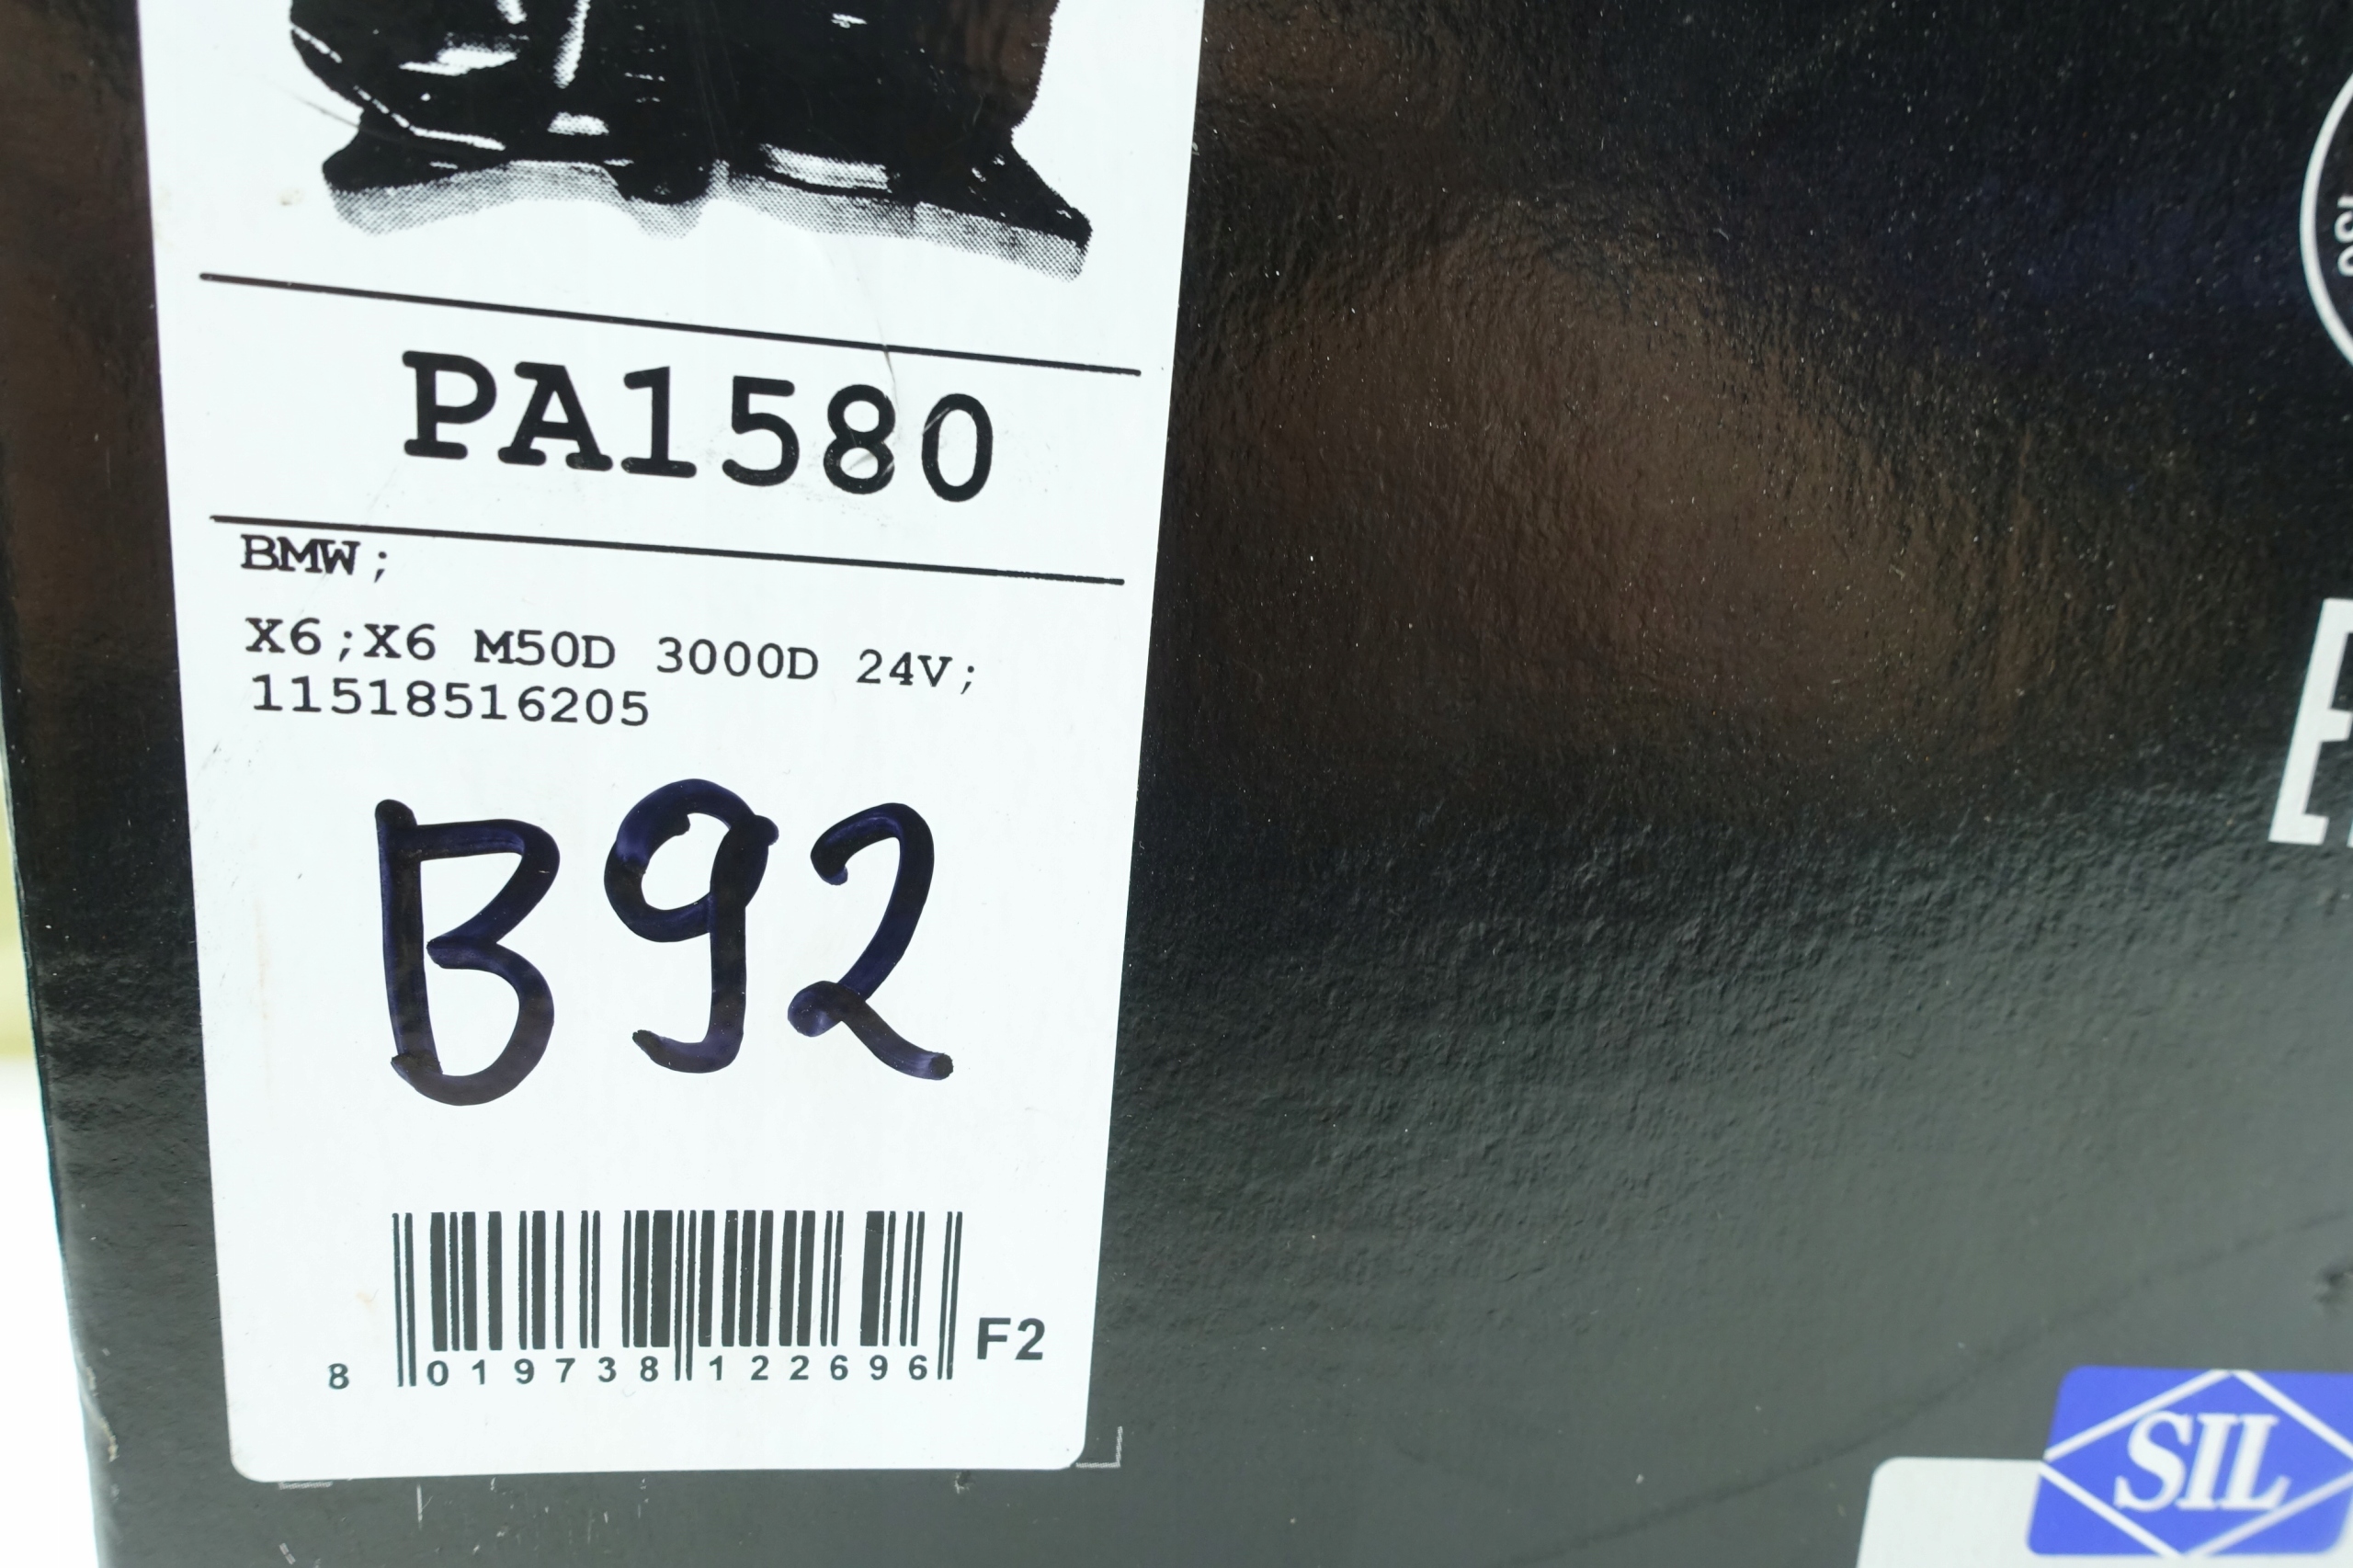 PA1580
BMW;
X6;X6 M50D 3000D 24V;
11518516205
B92
8 019738 122696 F2
SIL